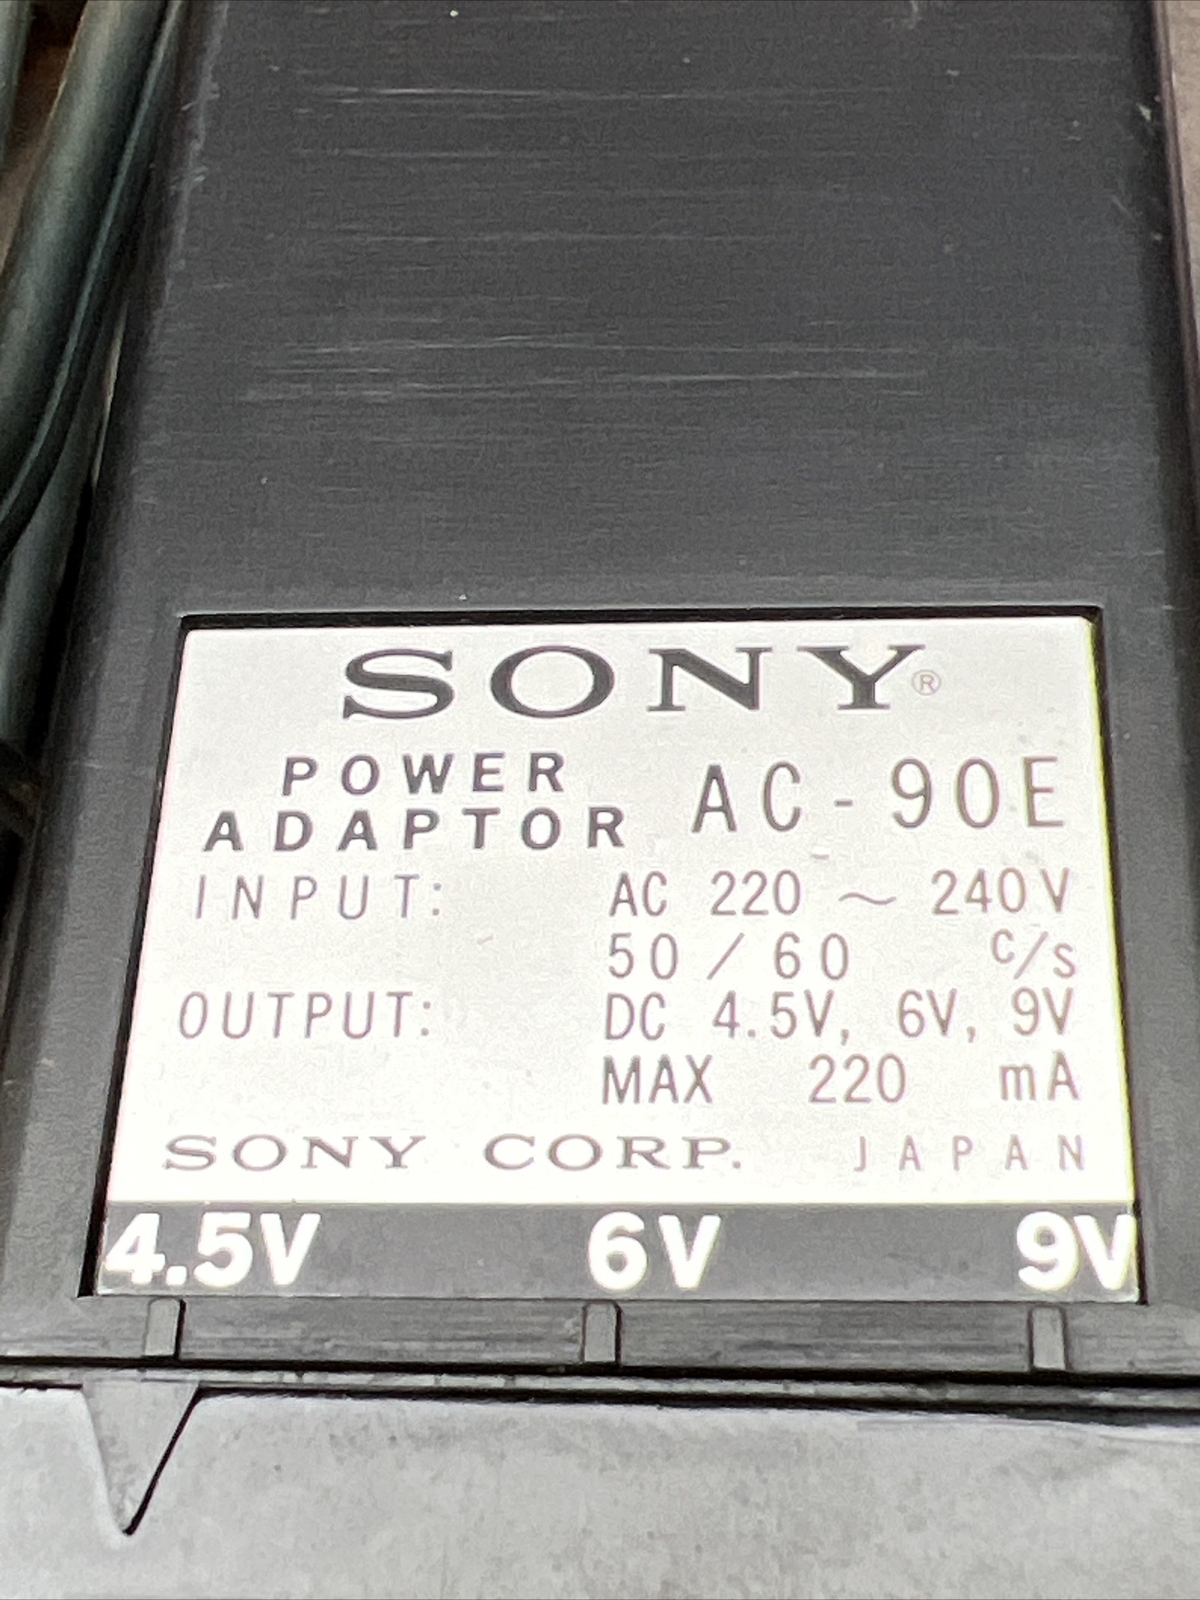 SONY®
POWER ADAPTOR AC-90E
INPUT: AC 220 ~ 240V
50/60 c/s
OUTPUT: DC 4.5V, 6V, 9V
MAX 220 mA
SONY CORP. JAPAN
4.5V 6V 9V